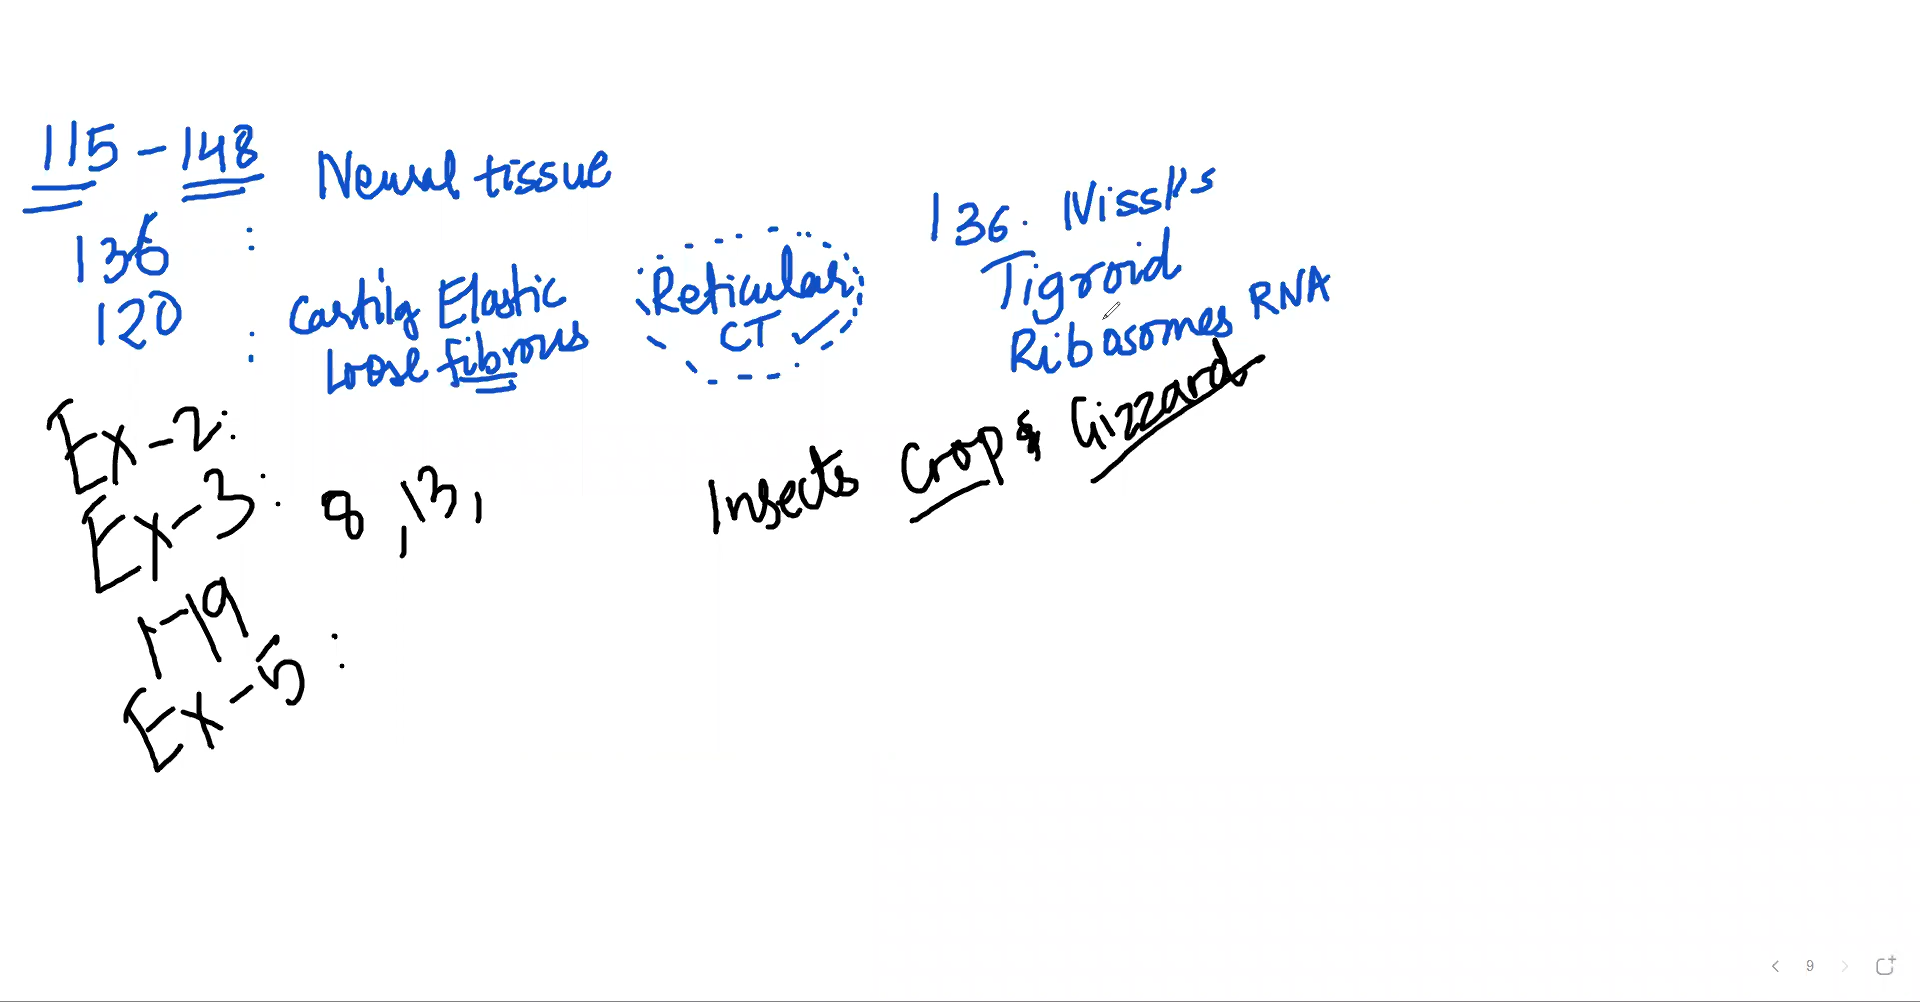 115 - 148 Neural tissue
136 :
120 : Cartilg Elastic
Loose fibrous
Reticular
CT ✓
136. Nissl's
Tigroid
Ribosomes RNA
Ex-2:
Ex-3: 8, 13,
Insects Crop & Gizzard
1-19
Ex-5:
9